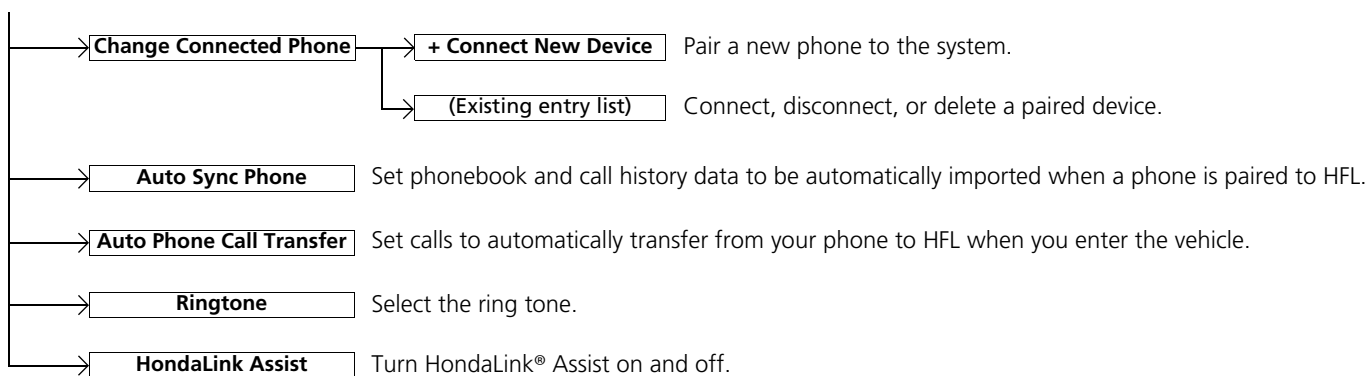 Change Connected Phone + Connect New Device Pair a new phone to the system.
(Existing entry list) Connect, disconnect, or delete a paired device.
Auto Sync Phone Set phonebook and call history data to be automatically imported when a phone is paired to HFL.
Auto Phone Call Transfer Set calls to automatically transfer from your phone to HFL when you enter the vehicle.
Ringtone Select the ring tone.
HondaLink Assist Turn HondaLink® Assist on and off.